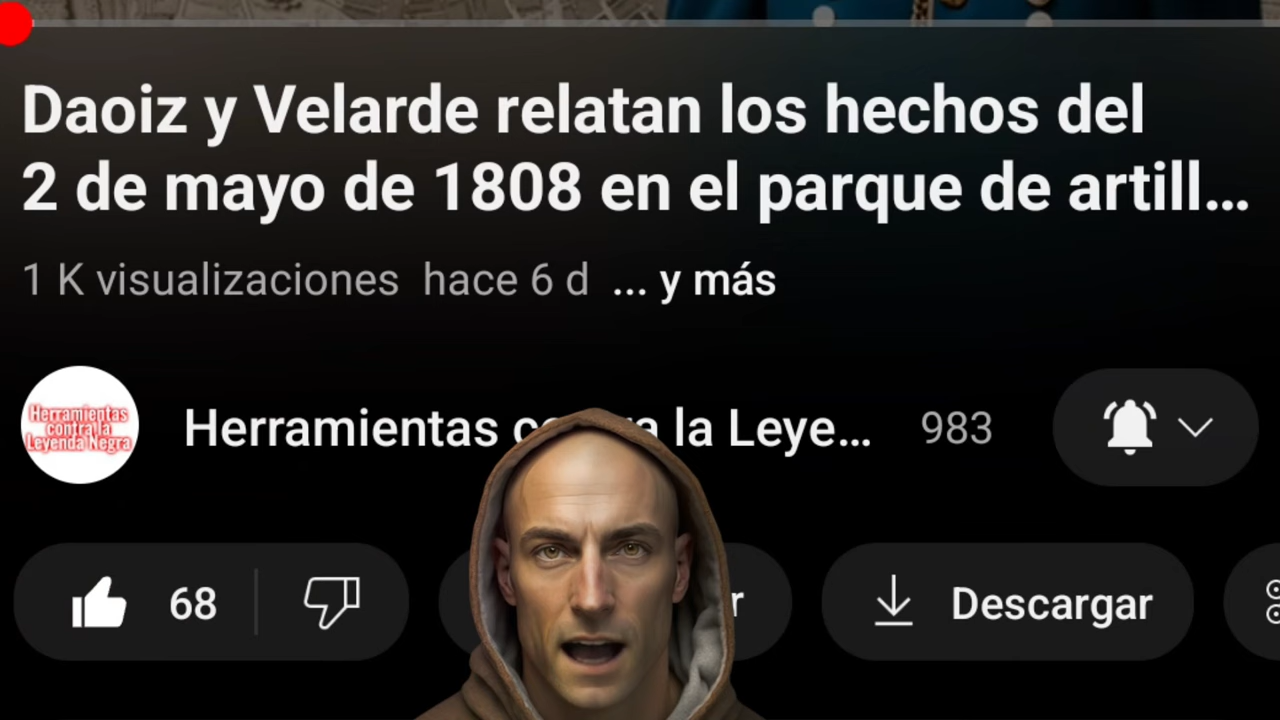 Daoiz y Velarde relatan los hechos del
2 de mayo de 1808 en el parque de artill...
1 K visualizaciones hace 6 d ... y más
Herramientas
contra la
Leyenda Negra
Herramientas la Leye... 983
68 Descargar